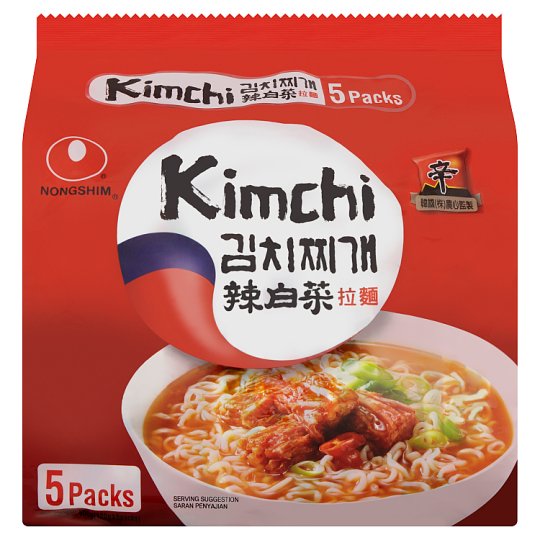 Kimchi 김치찌개 5 Packs
辣白菜 拉麵
NONGSHIM®
辛
韓國(株)農心監製
Kimchi
김치찌개
辣白菜 拉麵
5 Packs
SERVING SUGGESTION
SARAN PENYAJIAN